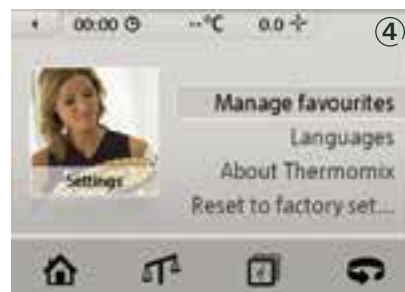 00:00 --°C 0.0 ④
Manage favourites
Languages
Settings
About Thermomix
Reset to factory set...